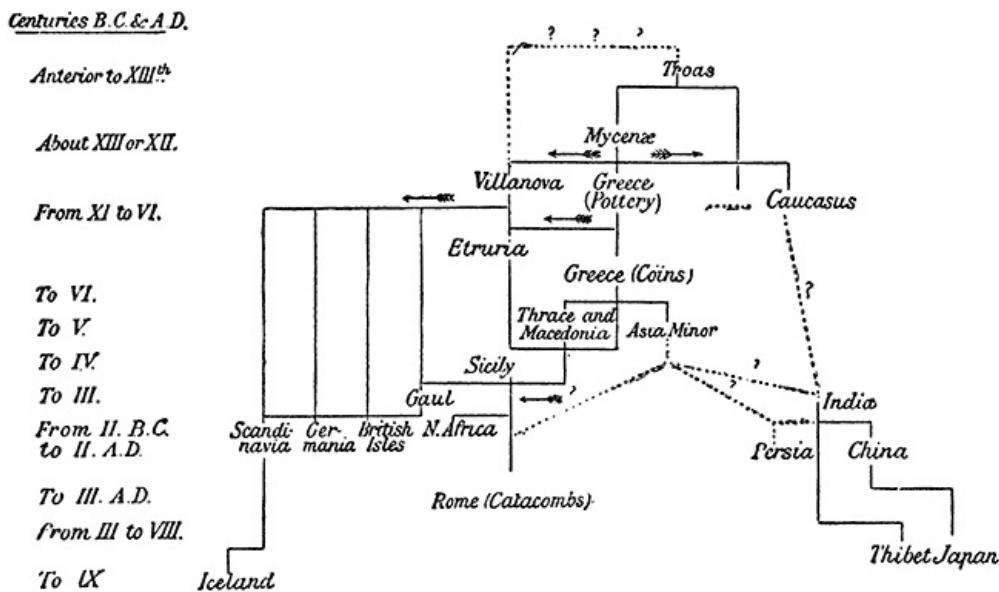 Centuries B.C. & A.D.
Anterior to XIIIth
About XIII or XII.
From XI to VI.
To VI.
To V.
To IV.
To III.
From II. B.C.
to II. A.D.
To III. A.D.
from III to VIII.
To IX
? ? ?
Troas
Mycenæ
Villanova
Greece
(Pottery)
Caucasus
Etruria
Greece (Coïns)
?
Thrace and
Macedonia
Asia Minor
Sicily
?
?
?
Gaul
India
Scandi-
navia
Ger-
mania
British
Isles
N. Africa
Persia
China
Rome (Catacombs)
Thibet
Japan
Iceland